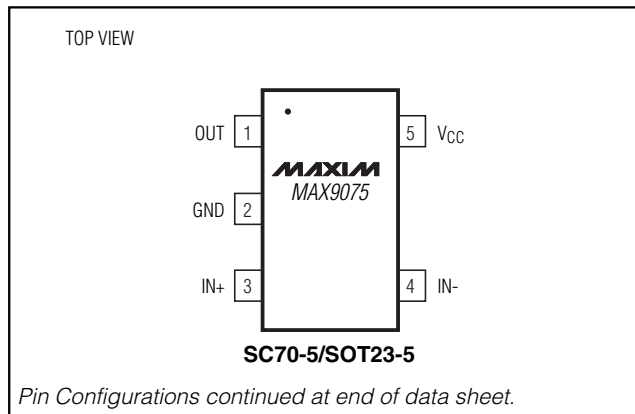 TOP VIEW
OUT 1
5 VCC
MAXIM
MAX9075
GND 2
IN+ 3
4 IN-
SC70-5/SOT23-5
Pin Configurations continued at end of data sheet.